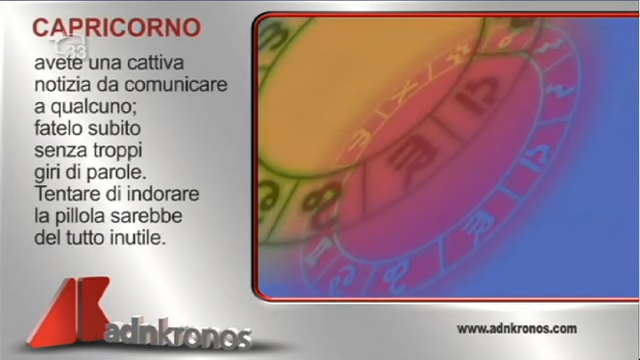 CAPRICORNO
avete una cattiva
notizia da comunicare
a qualcuno;
fatelo subito
senza troppi
giri di parole.
Tentare di indorare
la pillola sarebbe
del tutto inutile.
adnkronos
www.adnkronos.com